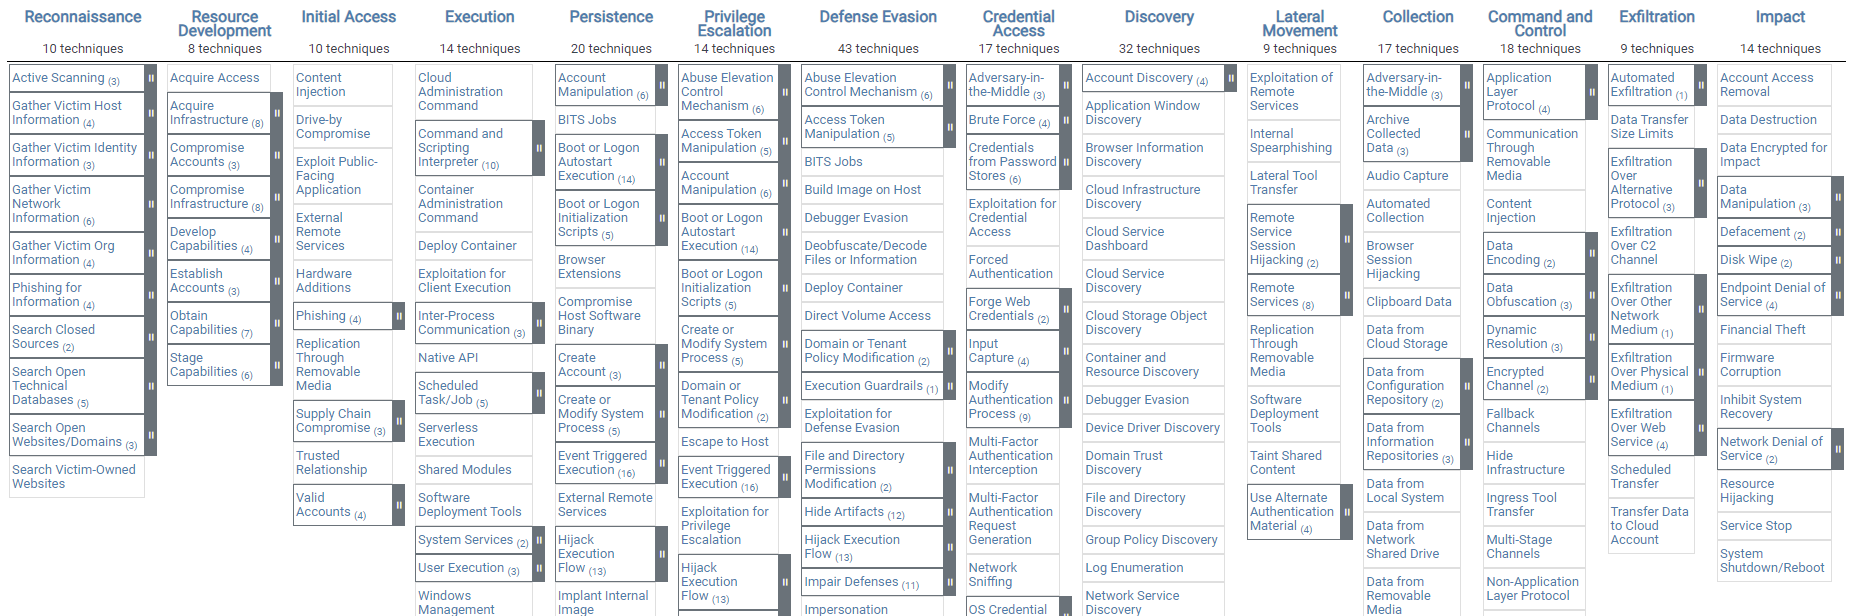 Reconnaissance
10 techniques
Active Scanning (3)
Gather Victim Host
Information (4)
Gather Victim Identity
Information (3)
Gather Victim
Network
Information (6)
Gather Victim Org
Information (4)
Phishing for
Information (4)
Search Closed
Sources (2)
Search Open
Technical
Databases (5)
Search Open
Websites/Domains (3)
Search Victim-Owned
Websites
Resource
Development
8 techniques
Acquire Access
Acquire
Infrastructure (8)
Compromise
Accounts (3)
Compromise
Infrastructure (8)
Develop
Capabilities (4)
Establish
Accounts (3)
Obtain
Capabilities (7)
Stage
Capabilities (6)
Initial Access
10 techniques
Content
Injection
Drive-by
Compromise
Exploit Public-
Facing
Application
External
Remote
Services
Hardware
Additions
Phishing (4)
Replication
Through
Removable
Media
Supply Chain
Compromise (3)
Trusted
Relationship
Valid
Accounts (4)
Execution
14 techniques
Cloud
Administration
Command
Command and
Scripting
Interpreter (10)
Container
Administration
Command
Deploy Container
Exploitation for
Client Execution
Inter-Process
Communication (3)
Native API
Scheduled
Task/Job (5)
Serverless
Execution
Shared Modules
Software
Deployment Tools
System Services (2)
User Execution (3)
Windows
Management
Persistence
20 techniques
Account
Manipulation (6)
BITS Jobs
Boot or Logon
Autostart
Execution (14)
Boot or Logon
Initialization
Scripts (5)
Browser
Extensions
Compromise
Host Software
Binary
Create
Account (3)
Create or
Modify System
Process (5)
Event Triggered
Execution (16)
External Remote
Services
Hijack
Execution
Flow (13)
Implant Internal
Image
Privilege
Escalation
14 techniques
Abuse Elevation
Control
Mechanism (6)
Access Token
Manipulation (5)
Account
Manipulation (6)
Boot or Logon
Autostart
Execution (14)
Boot or Logon
Initialization
Scripts (5)
Create or
Modify System
Process (5)
Domain or
Tenant Policy
Modification (2)
Escape to Host
Event Triggered
Execution (16)
Exploitation for
Privilege
Escalation
Hijack
Execution
Flow (13)
Defense Evasion
43 techniques
Abuse Elevation
Control Mechanism (6)
Access Token
Manipulation (5)
BITS Jobs
Build Image on Host
Debugger Evasion
Deobfuscate/Decode
Files or Information
Deploy Container
Direct Volume Access
Domain or Tenant
Policy Modification (2)
Execution Guardrails (1)
Exploitation for
Defense Evasion
File and Directory
Permissions
Modification (2)
Hide Artifacts (12)
Hijack Execution
Flow (13)
Impair Defenses (11)
Impersonation
Credential
Access
17 techniques
Adversary-in-
the-Middle (3)
Brute Force (4)
Credentials
from Password
Stores (6)
Exploitation for
Credential
Access
Forced
Authentication
Forge Web
Credentials (2)
Input
Capture (4)
Modify
Authentication
Process (9)
Multi-Factor
Authentication
Interception
Multi-Factor
Authentication
Request
Generation
Network
Sniffing
OS Credential
Discovery
32 techniques
Account Discovery (4)
Application Window
Discovery
Browser Information
Discovery
Cloud Infrastructure
Discovery
Cloud Service
Dashboard
Cloud Service
Discovery
Cloud Storage Object
Discovery
Container and
Resource Discovery
Debugger Evasion
Device Driver Discovery
Domain Trust
Discovery
File and Directory
Discovery
Group Policy Discovery
Log Enumeration
Network Service
Discovery
Lateral
Movement
9 techniques
Exploitation of
Remote
Services
Internal
Spearphishing
Lateral Tool
Transfer
Remote
Service
Session
Hijacking (2)
Remote
Services (8)
Replication
Through
Removable
Media
Software
Deployment
Tools
Taint Shared
Content
Use Alternate
Authentication
Material (4)
Collection
17 techniques
Adversary-in-
the-Middle (3)
Archive
Collected
Data (3)
Audio Capture
Automated
Collection
Browser
Session
Hijacking
Clipboard Data
Data from
Cloud Storage
Data from
Configuration
Repository (2)
Data from
Information
Repositories (3)
Data from
Local System
Data from
Network
Shared Drive
Data from
Removable
Media
Command and
Control
18 techniques
Application
Layer
Protocol (4)
Communication
Through
Removable
Media
Content
Injection
Data
Encoding (2)
Data
Obfuscation (3)
Dynamic
Resolution (3)
Encrypted
Channel (2)
Fallback
Channels
Hide
Infrastructure
Ingress Tool
Transfer
Multi-Stage
Channels
Non-Application
Layer Protocol
Exfiltration
9 techniques
Automated
Exfiltration (1)
Data Transfer
Size Limits
Exfiltration
Over
Alternative
Protocol (3)
Exfiltration
Over C2
Channel
Exfiltration
Over Other
Network
Medium (1)
Exfiltration
Over Physical
Medium (1)
Exfiltration
Over Web
Service (4)
Scheduled
Transfer
Transfer Data
to Cloud
Account
Impact
14 techniques
Account Access
Removal
Data Destruction
Data Encrypted for
Impact
Data
Manipulation (3)
Defacement (2)
Disk Wipe (2)
Endpoint Denial of
Service (4)
Financial Theft
Firmware
Corruption
Inhibit System
Recovery
Network Denial of
Service (2)
Resource
Hijacking
Service Stop
System
Shutdown/Reboot